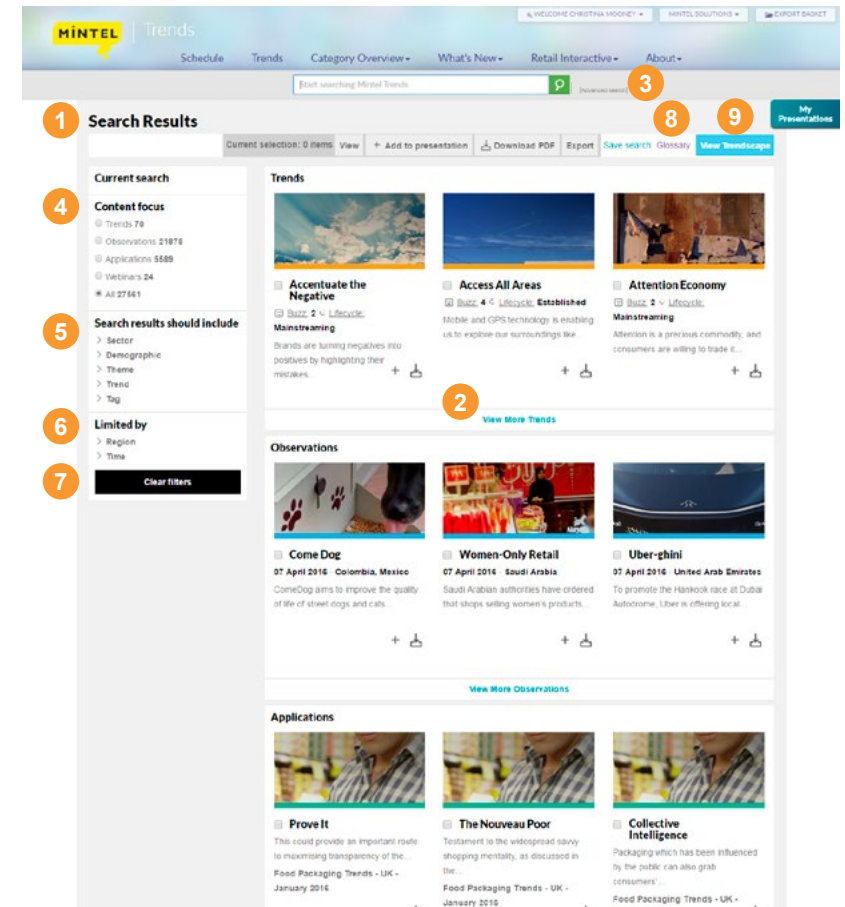 WELCOME CHRISTINA MOONEY
MINTEL SOLUTIONS
EXPORT BASKET
MiNTEL
Trends
Schedule Trends Category Overview What's New Retail Interactive About
Start searching Mintel Trends
[Advanced search]
3
1
Search Results
8
9
My
Presentations
Current selection: 0 items View + Add to presentation Download PDF Export Save search Glossary View Trendscape
Current search
4
Content focus
Trends 78
Observations 21870
Applications 5589
Webinars 24
All 27561
5
Search results should include
> Sector
> Demographic
> Theme
> Trend
> Tag
6
Limited by
> Region
> Time
7
Clear filters
Trends
Accentuate the
Negative
Buzz: 2 Lifecycle:
Mainstreaming
Brands are turning negatives into
positives by highlighting their
mistakes...
+
Access All
Areas
Buzz: 4 Lifecycle: Established
Mobile and GPS technology is enabling
us to explore our surroundings like...
+
Attention Economy
Buzz: 2 Lifecycle:
Mainstreaming
Attention is a precious commodity, and
consumers are willing to trade it...
+
2
View More Trends
Observations
Come Dog
07 April 2016 · Colombia, Mexico
ComeDog aims to improve the quality
of life of street dogs and cats...
+
Women-Only Retail
07 April 2016 · Saudi Arabia
Saudi Arabian authorities have ordered
that shops selling women's products...
+
Uber-ghini
07 April 2016 · United Arab Emirates
To promote the Hankook race at Dubai
Autodrome, Uber is offering local...
+
View More Observations
Applications
Prove It
This could provide an important route
to maximising transparency of the...
Food Packaging Trends - UK -
January 2016
The Nouveau Poor
Testament to the widespread savvy
shopping mentality, as discussed in
the...
Food Packaging Trends - UK -
January 2016
Collective
Intelligence
Packaging which has been influenced
by the public can also grab
consumers'...
Food Packaging Trends - UK -